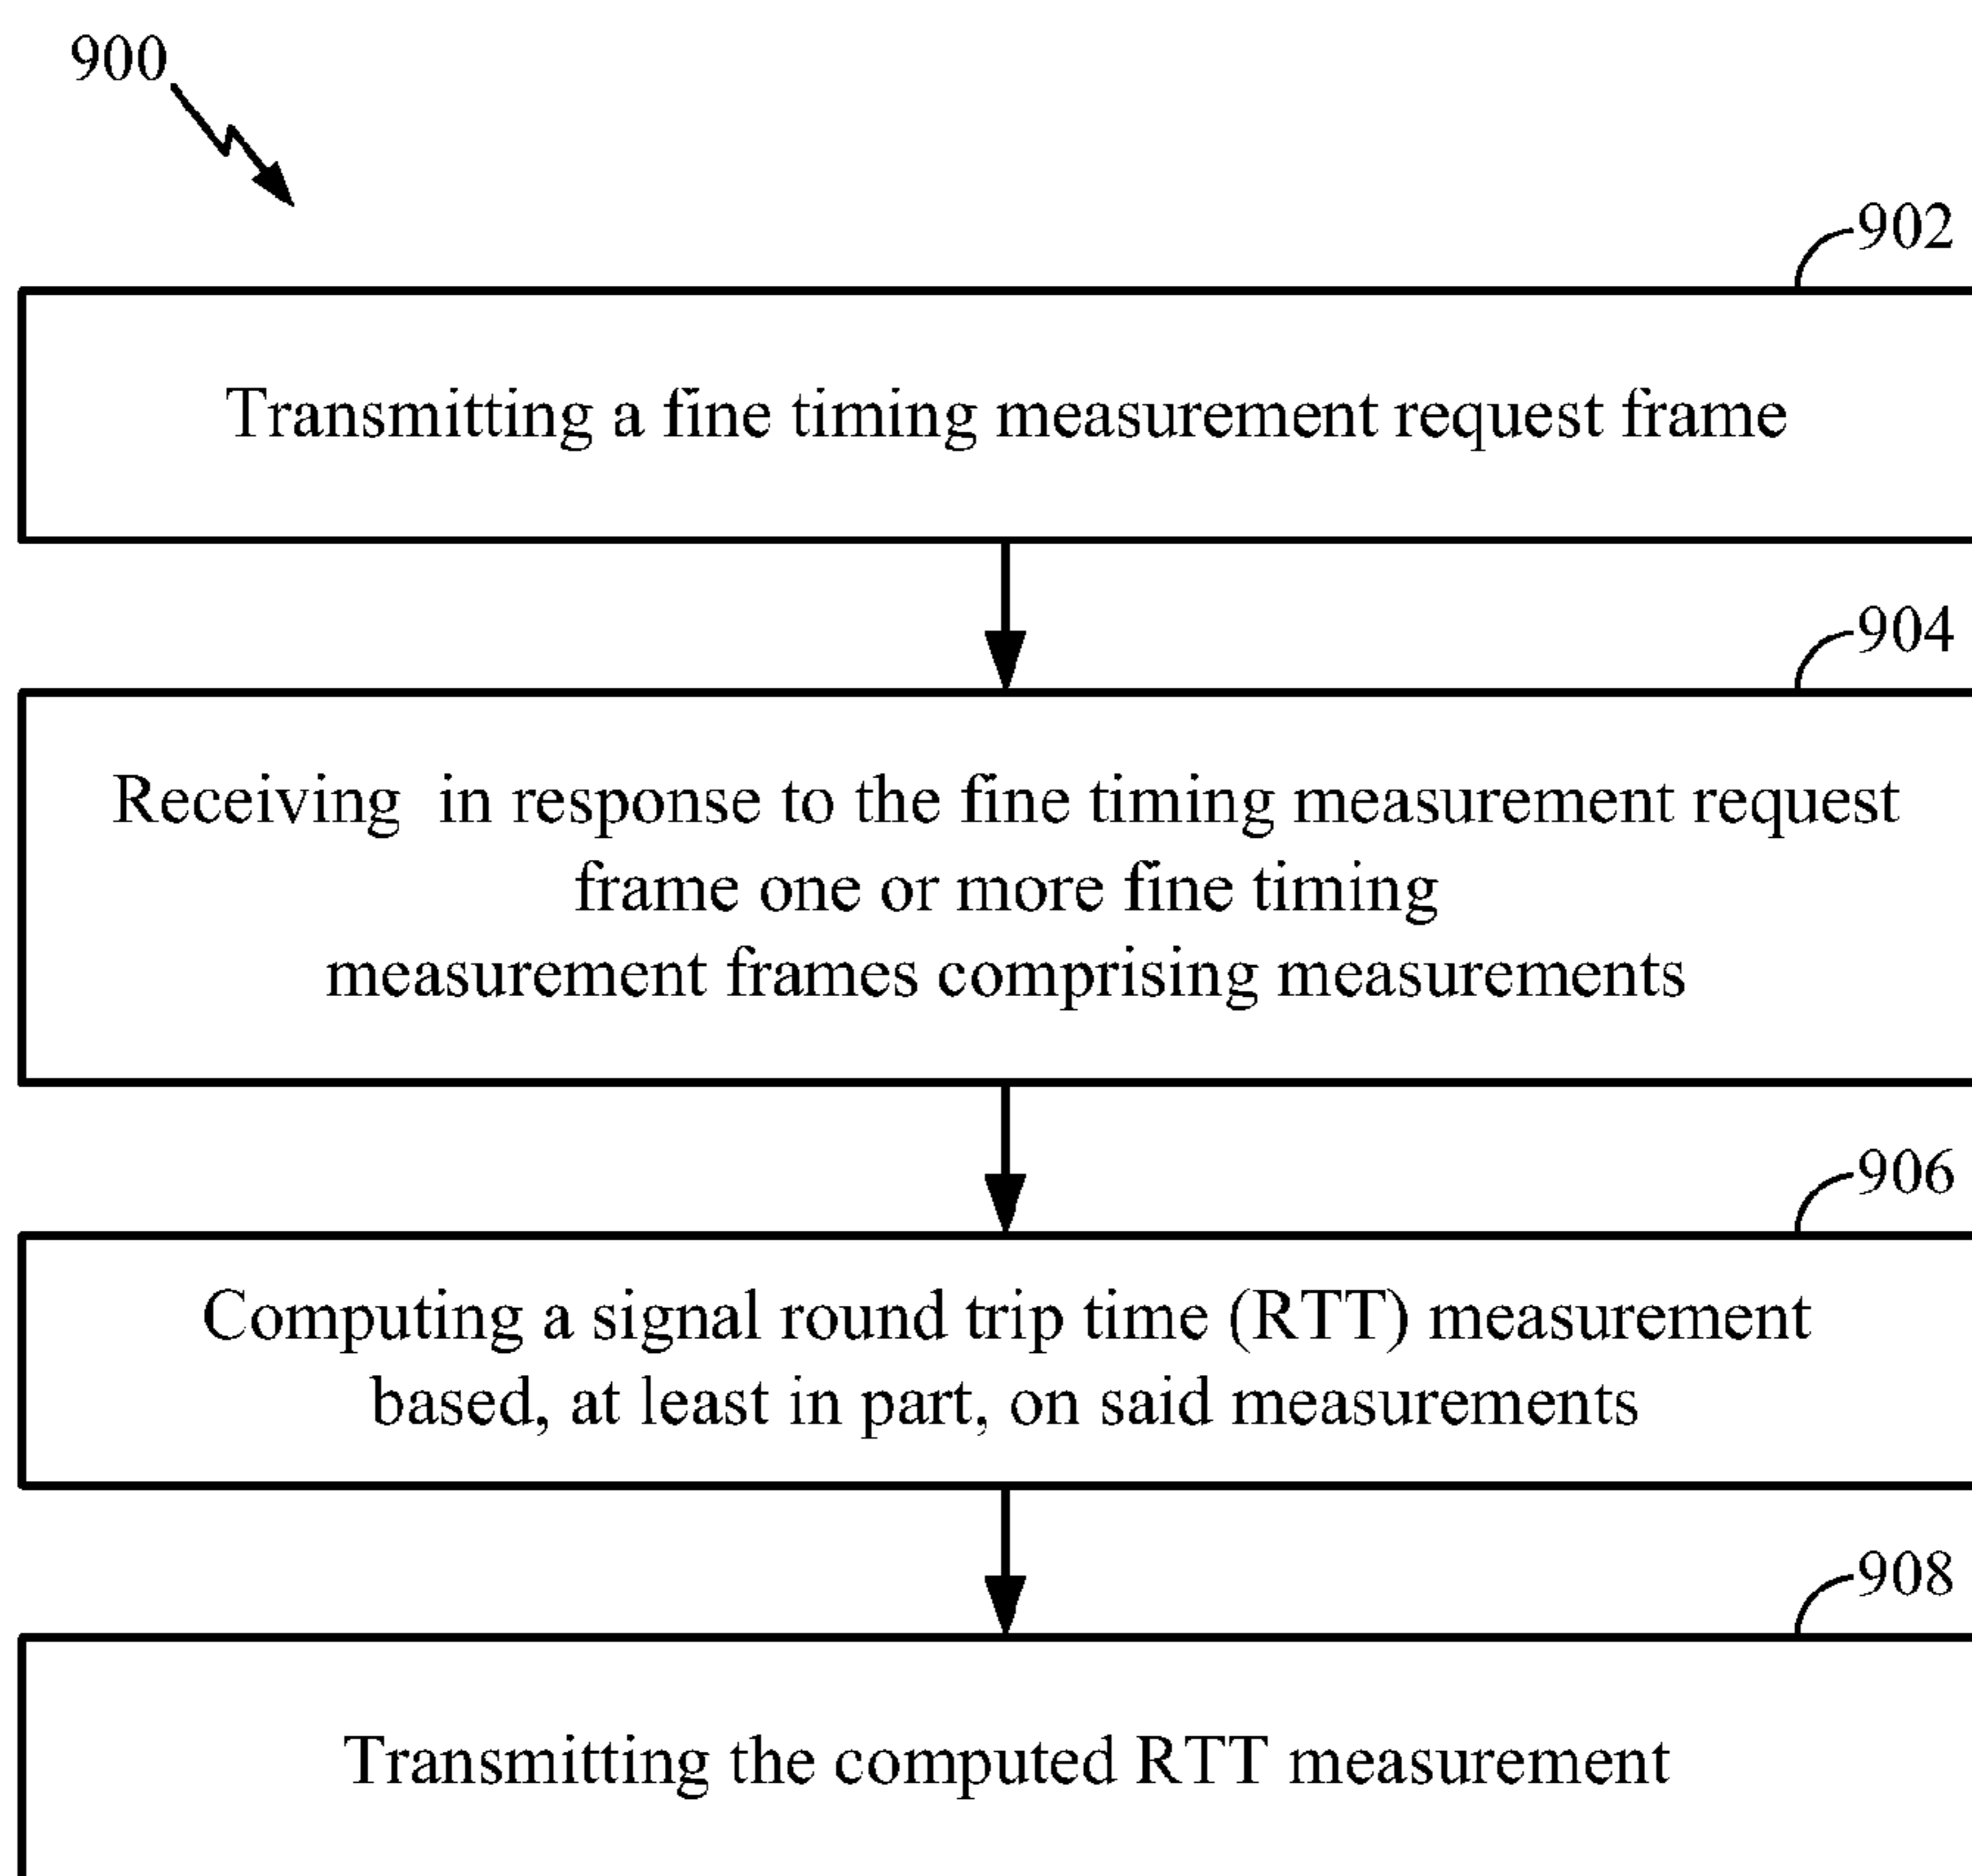 900
902
Transmitting a fine timing measurement request frame
904
Receiving in response to the fine timing measurement request
frame one or more fine timing
measurement frames comprising measurements
906
Computing a signal round trip time (RTT) measurement
based, at least in part, on said measurements
908
Transmitting the computed RTT measurement